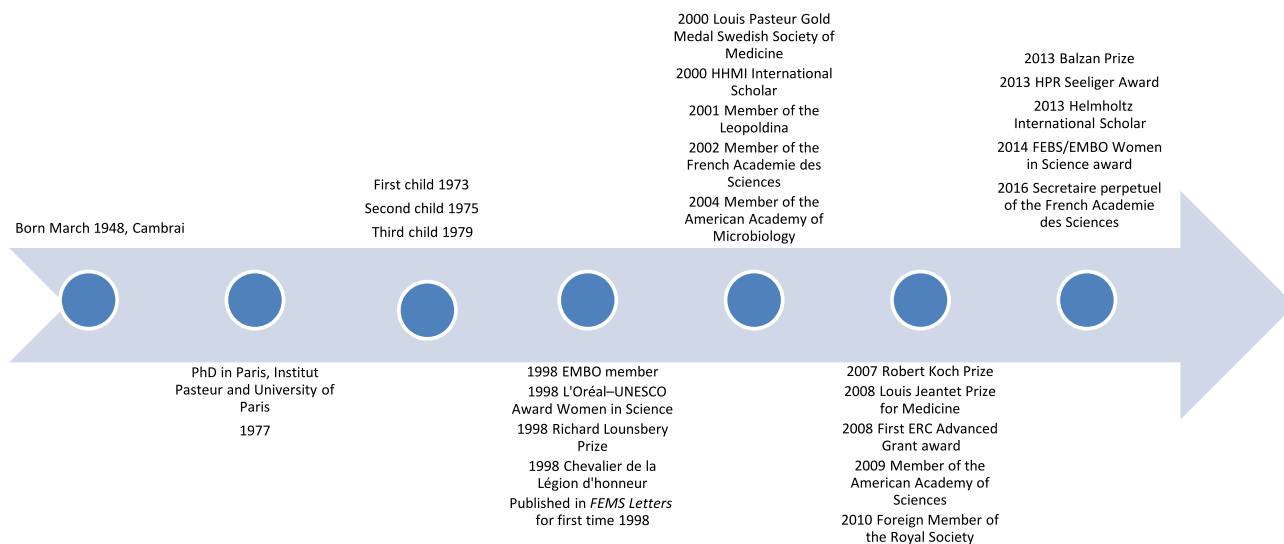 Born March 1948, Cambrai
PhD in Paris, Institut
Pasteur and University of
Paris
1977
First child 1973
Second child 1975
Third child 1979
1998 EMBO member
1998 L'Oréal–UNESCO
Award Women in Science
1998 Richard Lounsbery
Prize
1998 Chevalier de la
Légion d'honneur
Published in FEMS Letters
for first time 1998
2000 Louis Pasteur Gold
Medal Swedish Society of
Medicine
2000 HHMI International
Scholar
2001 Member of the
Leopoldina
2002 Member of the
French Academie des
Sciences
2004 Member of the
American Academy of
Microbiology
2007 Robert Koch Prize
2008 Louis Jeantet Prize
for Medicine
2008 First ERC Advanced
Grant award
2009 Member of the
American Academy of
Sciences
2010 Foreign Member of
the Royal Society
2013 Balzan Prize
2013 HPR Seeliger Award
2013 Helmholtz
International Scholar
2014 FEBS/EMBO Women
in Science award
2016 Secretaire perpetuel
of the French Academie
des Sciences